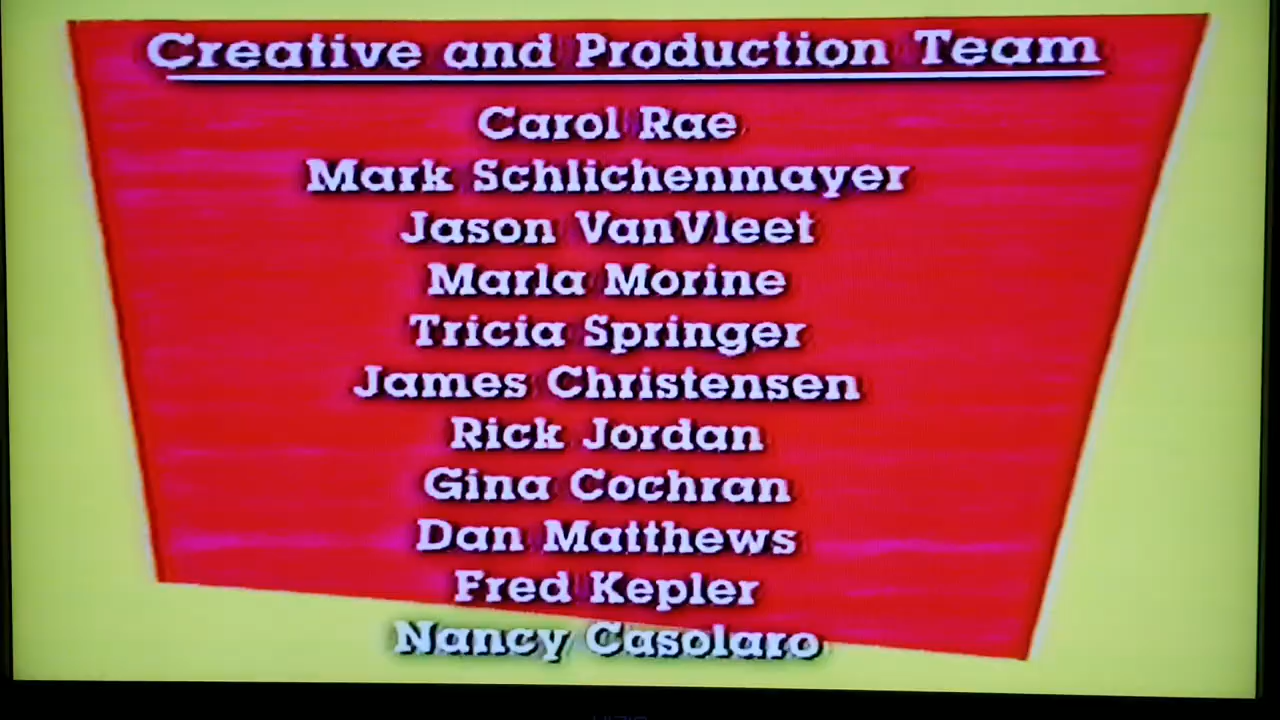 Creative and Production Team
Carol Rae
Mark Schlichenmayer
Jason VanVleet
Marla Morine
Tricia Springer
James Christensen
Rick Jordan
Gina Cochran
Dan Matthews
Fred Kepler
Nancy Casolaro